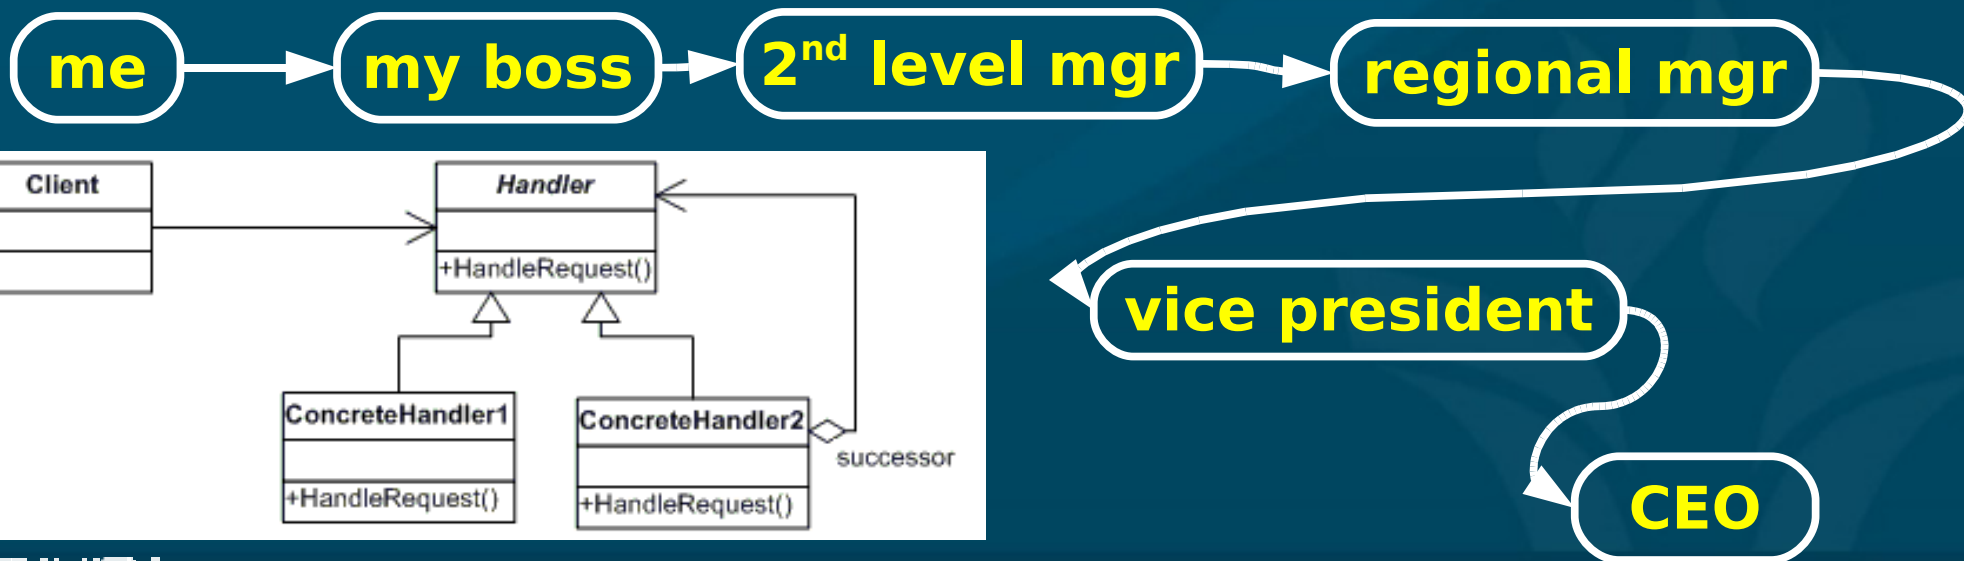 me
my boss
2nd level mgr
regional mgr
vice president
CEO
Client
Handler
+HandleRequest()
ConcreteHandler1
+HandleRequest()
ConcreteHandler2
+HandleRequest()
successor